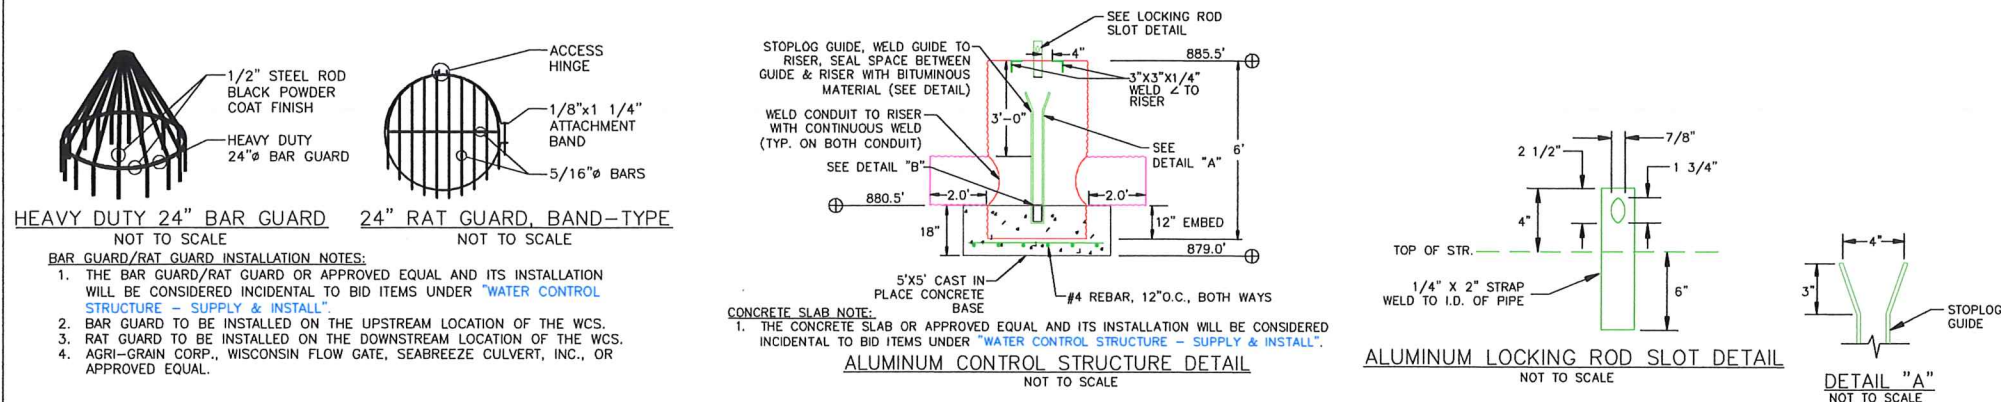 1/2" STEEL ROD
BLACK POWDER
COAT FINISH
HEAVY DUTY
24"ø BAR GUARD
HEAVY DUTY 24" BAR GUARD
NOT TO SCALE
ACCESS
HINGE
1/8"x1 1/4"
ATTACHMENT
BAND
5/16"ø BARS
24" RAT GUARD, BAND-TYPE
NOT TO SCALE
BAR GUARD/RAT GUARD INSTALLATION NOTES:
1. THE BAR GUARD/RAT GUARD OR APPROVED EQUAL AND ITS INSTALLATION
WILL BE CONSIDERED INCIDENTAL TO BID ITEMS UNDER "WATER CONTROL
STRUCTURE - SUPPLY & INSTALL".
2. BAR GUARD TO BE INSTALLED ON THE UPSTREAM LOCATION OF THE WCS.
3. RAT GUARD TO BE INSTALLED ON THE DOWNSTREAM LOCATION OF THE WCS.
4. AGRI-GRAIN CORP., WISCONSIN FLOW GATE, SEABREEZE CULVERT, INC., OR
APPROVED EQUAL.
SEE LOCKING ROD
SLOT DETAIL
STOPLOG GUIDE, WELD GUIDE TO
RISER, SEAL SPACE BETWEEN
GUIDE & RISER WITH BITUMINOUS
MATERIAL (SEE DETAIL)
4"
885.5'
3"X3"X1/4"
WELD ∠ TO
RISER
WELD CONDUIT TO RISER
WITH CONTINUOUS WELD
(TYP. ON BOTH CONDUIT)
3'-0"
SEE
DETAIL "A"
6'
SEE DETAIL "B"
2.0'
2.0'
880.5'
18"
12" EMBED
879.0'
5'X5' CAST IN
PLACE CONCRETE
BASE
#4 REBAR, 12"O.C., BOTH WAYS
CONCRETE SLAB NOTE:
1. THE CONCRETE SLAB OR APPROVED EQUAL AND ITS INSTALLATION WILL BE CONSIDERED
INCIDENTAL TO BID ITEMS UNDER "WATER CONTROL STRUCTURE - SUPPLY & INSTALL".
ALUMINUM CONTROL STRUCTURE DETAIL
NOT TO SCALE
7/8"
2 1/2"
1 3/4"
4"
TOP OF STR.
1/4" X 2" STRAP
WELD TO I.D. OF PIPE
6"
ALUMINUM LOCKING ROD SLOT DETAIL
NOT TO SCALE
4"
3"
STOPLOG
GUIDE
DETAIL "A"
NOT TO SCALE